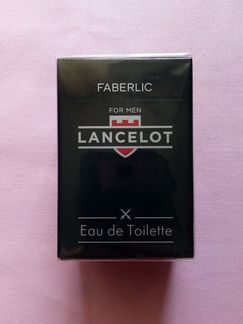 FABERLIC
FOR MEN
LANCELOT
Eau de Toilette